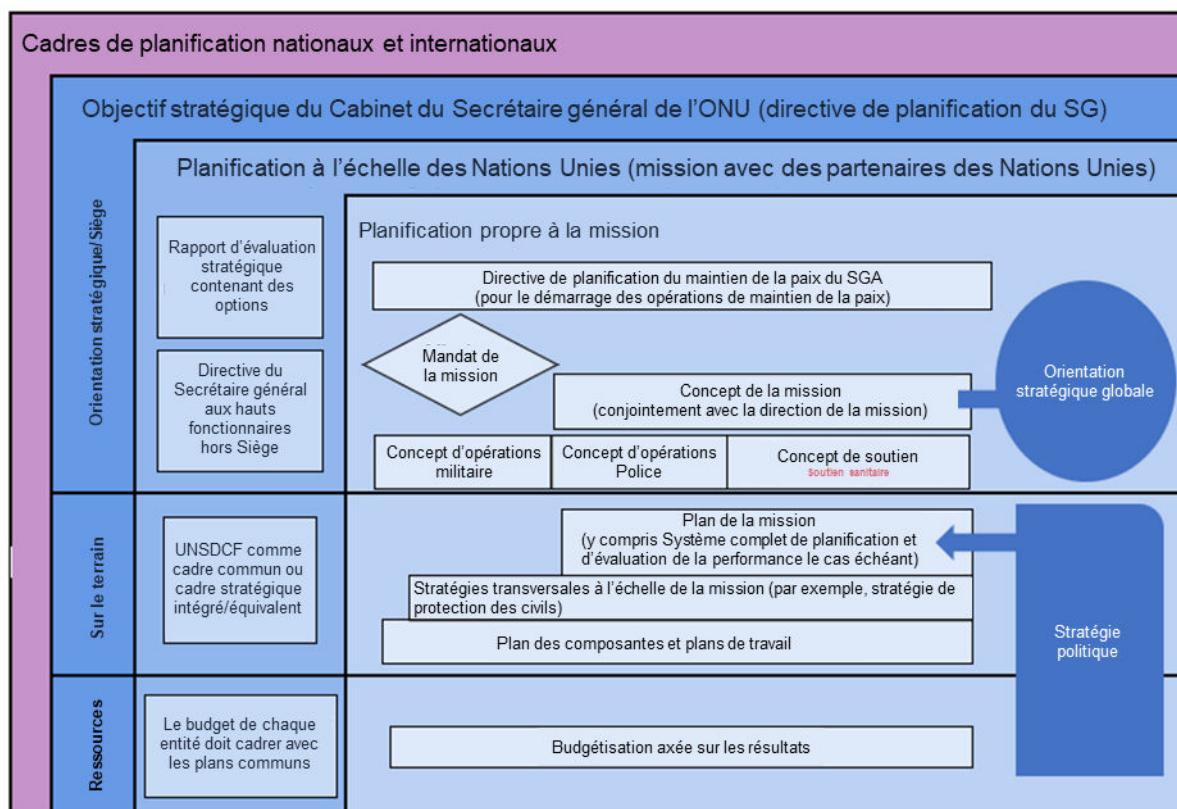 Cadres de planification nationaux et internationaux
Objectif stratégique du Cabinet du Secrétaire général de l'ONU (directive de planification du SG)
Planification à l'échelle des Nations Unies (mission avec des partenaires des Nations Unies)
Orientation stratégique/Siège
Rapport d'évaluation
stratégique
contenant des
options
Directive du
Secrétaire général
aux hauts
fonctionnaires
hors Siège
Planification propre à la mission
Directive de planification du maintien de la paix du SGA
(pour le démarrage des opérations de maintien de la paix)
Mandat de
la mission
Concept de la mission
(conjointement avec la direction de la mission)
Orientation
stratégique globale
Concept d'opérations
militaire
Concept d'opérations
Police
Concept de soutien
Soutien sanitaire
Sur le terrain
UNSDCF comme
cadre commun ou
cadre stratégique
intégré/équivalent
Plan de la mission
(y compris Système complet de planification et
d'évaluation de la performance le cas échéant)
Stratégies transversales à l'échelle de la mission (par exemple, stratégie de
protection des civils)
Plan des composantes et plans de travail
Stratégie
politique
Ressources
Le budget de chaque
entité doit cadrer avec
les plans communs
Budgétisation axée sur les résultats